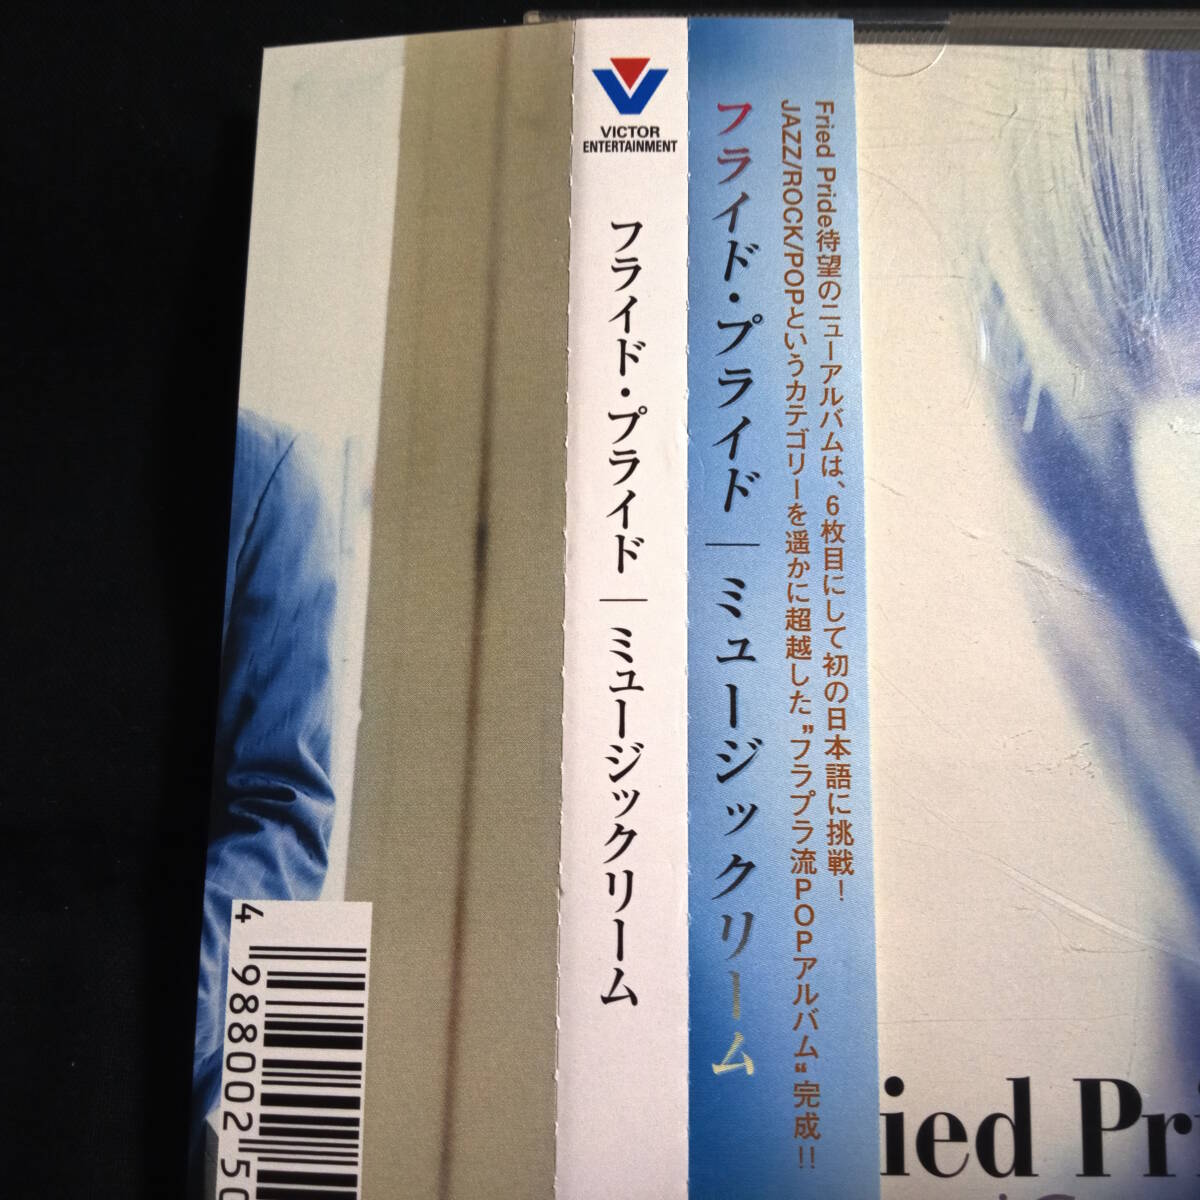 VICTOR
ENTERTAINMENT
フライド・プライド｜ミュージックリーム
フライド・プライド｜ミュージックリーム
Fried Pride待望のニューアルバムは、6枚目にして初の日本語に挑戦！
JAZZ/ROCK/POPというカテゴリーを遥かに超越した”フラプラ流POPアルバム“完成!!
4 988002 50
ied Pri